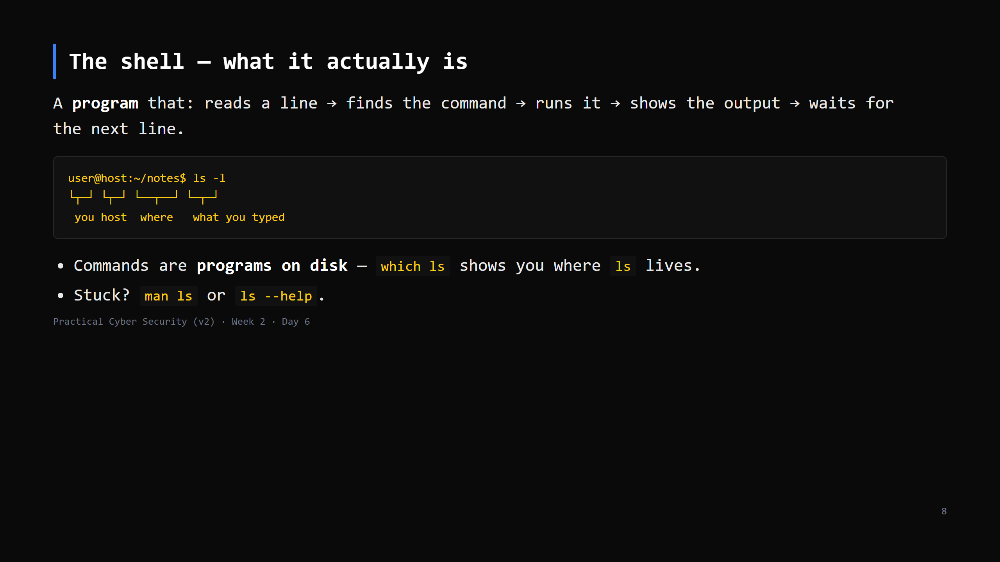 The shell — what it actually is
A program that: reads a line → finds the command → runs it → shows the output → waits for
the next line.
user@host:~/notes$ ls -l
└┬─┘ └┬─┘ └──┬──┘ └─┬─┘
 you host  where   what you typed
• Commands are programs on disk — which ls shows you where ls lives.
• Stuck? man ls or ls --help.
Practical Cyber Security (v2) · Week 2 · Day 6
8